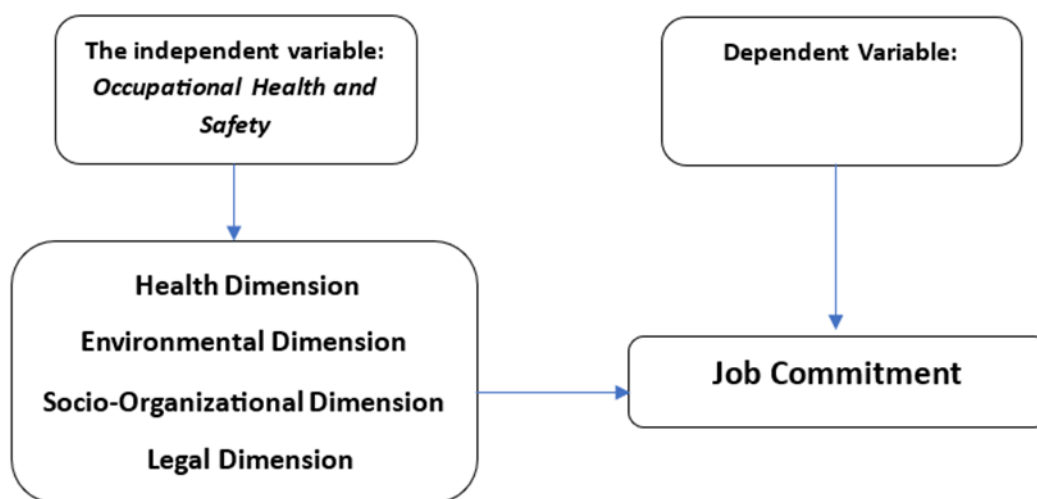 The independent variable:
Occupational Health and
Safety
Dependent Variable:
Health Dimension
Environmental Dimension
Socio-Organizational Dimension
Legal Dimension
Job Commitment